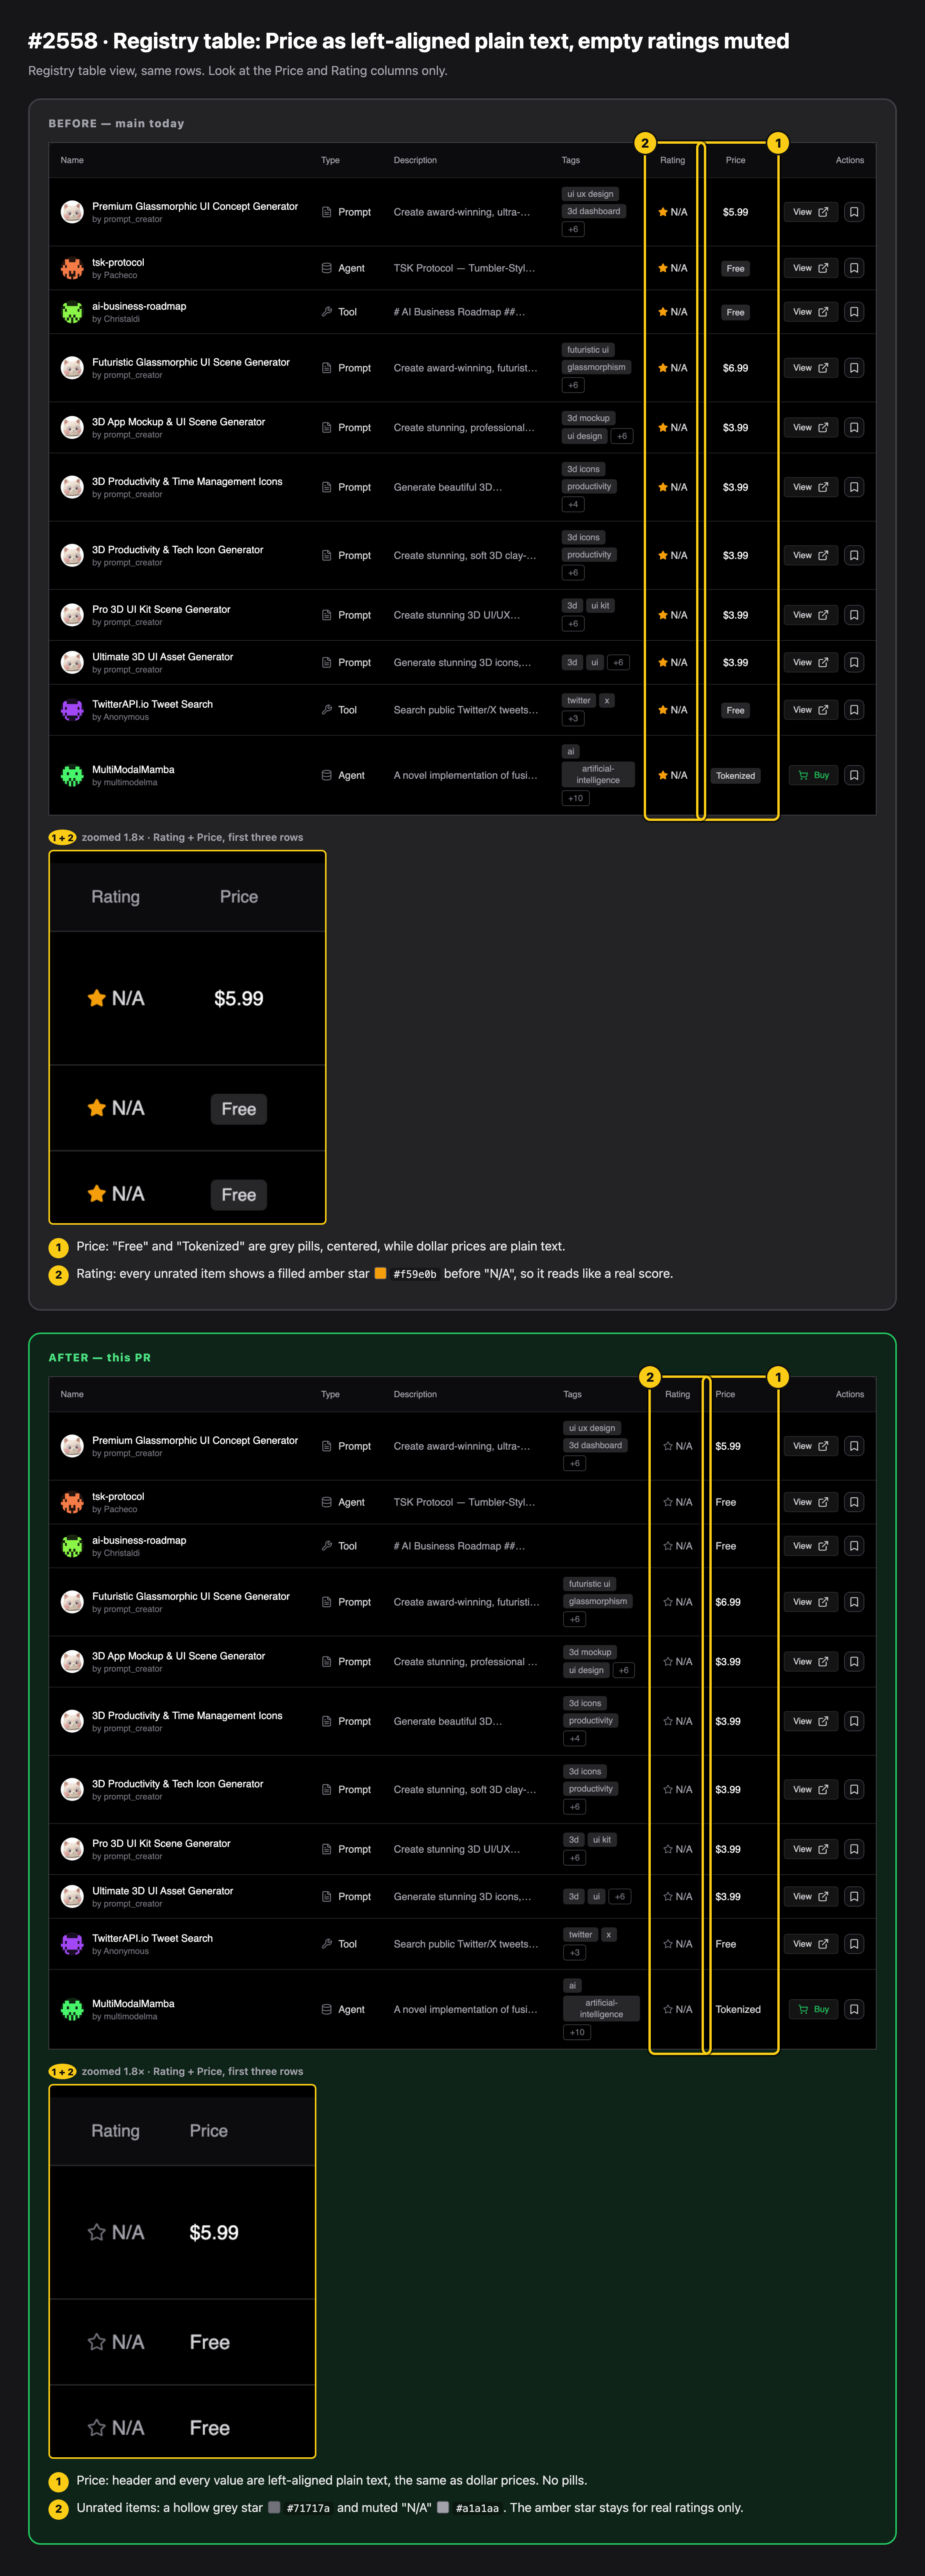 #2558 · Registry table: Price as left-aligned plain text, empty ratings muted
Registry table view, same rows. Look at the Price and Rating columns only.
BEFORE — main today
2 1
Name Type Description Tags Rating Price Actions
Premium Glassmorphic UI Concept Generator
by prompt_creator
Prompt Create award-winning, ultra-...
ui ux design
3d dashboard
+6
N/A $5.99 View
tsk-protocol
by Pacheco
Agent TSK Protocol — Tumbler-Styl... N/A Free View
ai-business-roadmap
by Christaldi
Tool # AI Business Roadmap ##... N/A Free View
Futuristic Glassmorphic UI Scene Generator
by prompt_creator
Prompt Create award-winning, futurist...
futuristic ui
glassmorphism
+6
N/A $6.99 View
3D App Mockup & UI Scene Generator
by prompt_creator
Prompt Create stunning, professional...
3d mockup
ui design +6
N/A $3.99 View
3D Productivity & Time Management Icons
by prompt_creator
Prompt Generate beautiful 3D...
3d icons
productivity
+4
N/A $3.99 View
3D Productivity & Tech Icon Generator
by prompt_creator
Prompt Create stunning, soft 3D clay-...
3d icons
productivity
+6
N/A $3.99 View
Pro 3D UI Kit Scene Generator
by prompt_creator
Prompt Create stunning 3D UI/UX...
3d ui kit
+6
N/A $3.99 View
Ultimate 3D UI Asset Generator
by prompt_creator
Prompt Generate stunning 3D icons,... 3d ui +6 N/A $3.99 View
TwitterAPI.io Tweet Search
by Anonymous
Tool Search public Twitter/X tweets...
twitter x
+3
N/A Free View
MultiModalMamba
by multimodelma
Agent A novel implementation of fusi...
ai
artificial-
intelligence
+10
N/A Tokenized Buy
1 + 2 zoomed 1.8× · Rating + Price, first three rows
Rating Price
N/A $5.99
N/A Free
N/A Free
1 Price: "Free" and "Tokenized" are grey pills, centered, while dollar prices are plain text.
2 Rating: every unrated item shows a filled amber star #f59e0b before "N/A", so it reads like a real score.
AFTER — this PR
2 1
Name Type Description Tags Rating Price Actions
Premium Glassmorphic UI Concept Generator
by prompt_creator
Prompt Create award-winning, ultra-...
ui ux design
3d dashboard
+6
N/A $5.99 View
tsk-protocol
by Pacheco
Agent TSK Protocol — Tumbler-Styl... N/A Free View
ai-business-roadmap
by Christaldi
Tool # AI Business Roadmap ##... N/A Free View
Futuristic Glassmorphic UI Scene Generator
by prompt_creator
Prompt Create award-winning, futuristi...
futuristic ui
glassmorphism
+6
N/A $6.99 View
3D App Mockup & UI Scene Generator
by prompt_creator
Prompt Create stunning, professional ...
3d mockup
ui design +6
N/A $3.99 View
3D Productivity & Time Management Icons
by prompt_creator
Prompt Generate beautiful 3D...
3d icons
productivity
+4
N/A $3.99 View
3D Productivity & Tech Icon Generator
by prompt_creator
Prompt Create stunning, soft 3D clay-...
3d icons
productivity
+6
N/A $3.99 View
Pro 3D UI Kit Scene Generator
by prompt_creator
Prompt Create stunning 3D UI/UX...
3d ui kit
+6
N/A $3.99 View
Ultimate 3D UI Asset Generator
by prompt_creator
Prompt Generate stunning 3D icons,... 3d ui +6 N/A $3.99 View
TwitterAPI.io Tweet Search
by Anonymous
Tool Search public Twitter/X tweets...
twitter x
+3
N/A Free View
MultiModalMamba
by multimodelma
Agent A novel implementation of fusi...
ai
artificial-
intelligence
+10
N/A Tokenized Buy
1 + 2 zoomed 1.8× · Rating + Price, first three rows
Rating Price
N/A $5.99
N/A Free
N/A Free
1 Price: header and every value are left-aligned plain text, the same as dollar prices. No pills.
2 Unrated items: a hollow grey star #71717a and muted "N/A" #a1a1aa . The amber star stays for real ratings only.